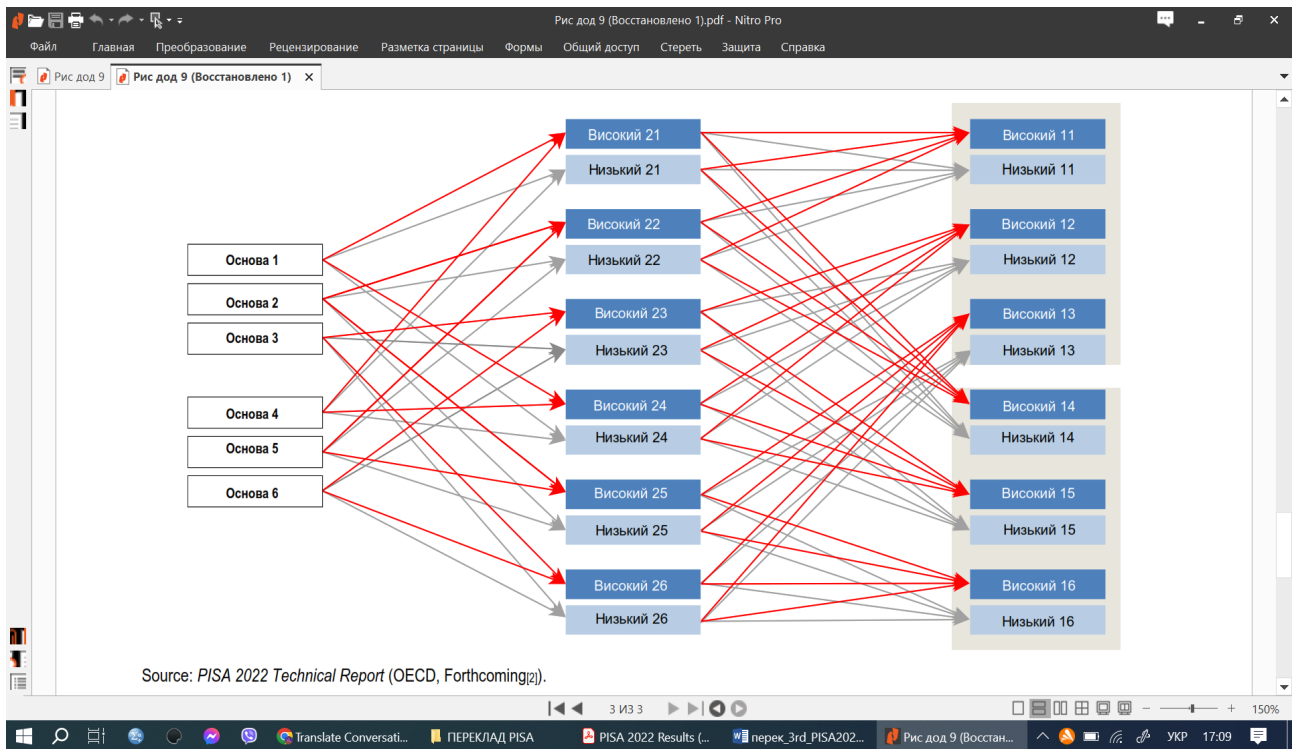 Рис дод 9 (Восстановлено 1).pdf - Nitro Pro
Файл Главная Преобразование Рецензирование Разметка страницы Формы Общий доступ Стереть Защита Справка
Рис дод 9 Рис дод 9 (Восстановлено 1) X
Основа 1
Основа 2
Основа 3
Основа 4
Основа 5
Основа 6
Високий 21
Низький 21
Високий 22
Низький 22
Високий 23
Низький 23
Високий 24
Низький 24
Високий 25
Низький 25
Високий 26
Низький 26
Високий 11
Низький 11
Високий 12
Низький 12
Високий 13
Низький 13
Високий 14
Низький 14
Високий 15
Низький 15
Високий 16
Низький 16
Source: PISA 2022 Technical Report (OECD, Forthcoming[2]).
3 ИЗ 3 150%
Translate Conversati... ПЕРЕКЛАД PISA PISA 2022 Results (... перек_3rd_PISA202... Рис дод 9 (Восстан... УКР 17:09